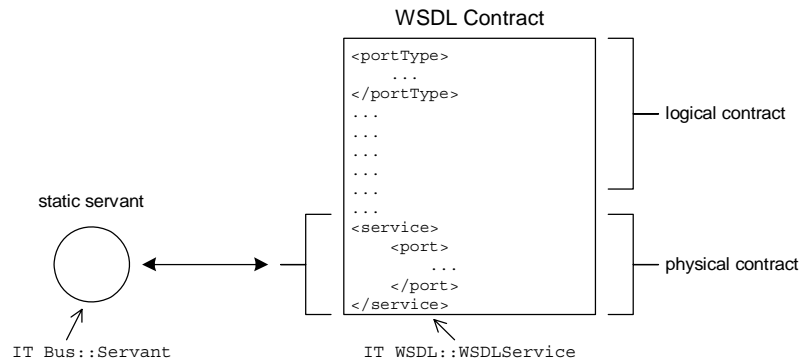 WSDL Contract
<portType>
...
</portType>
...
...
...
...
...
...
<service>
<port>
...
</port>
</service>
logical contract
physical contract
static servant
IT_Bus::Servant
IT_WSDL::WSDLService